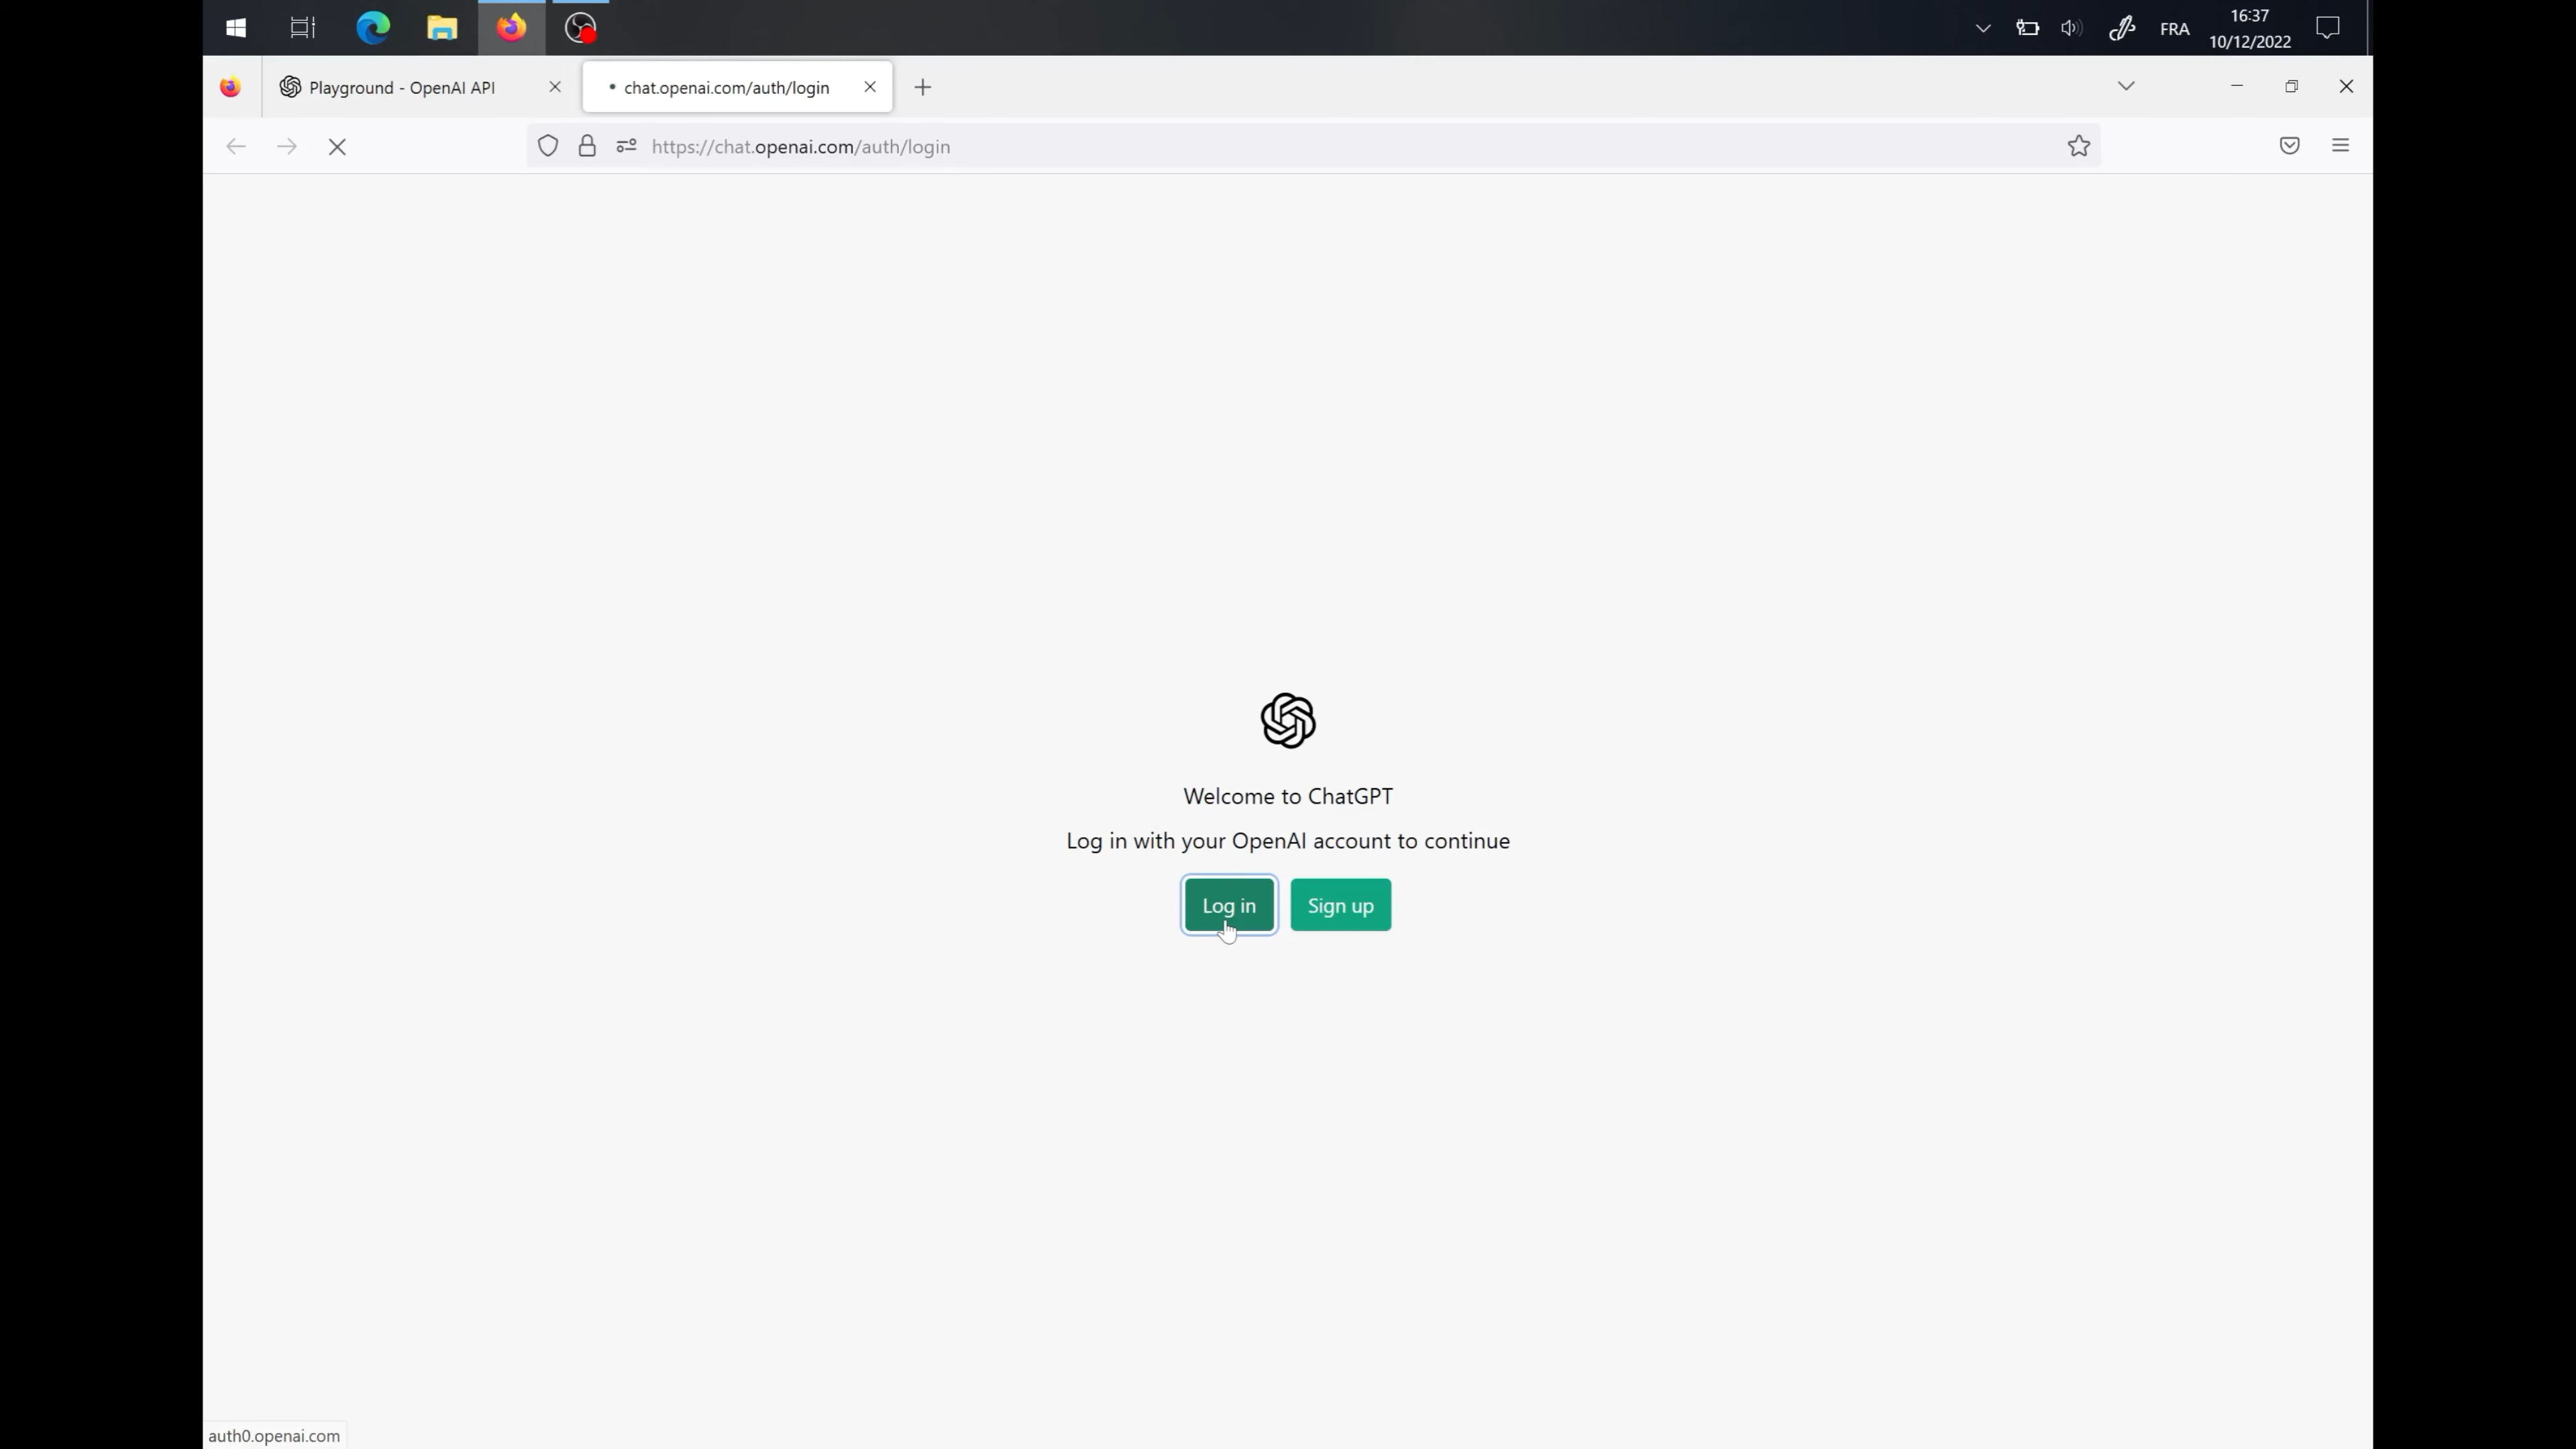 FRA
16:37
10/12/2022
Playground - OpenAI API
chat.openai.com/auth/login
https://chat.openai.com/auth/login
Welcome to ChatGPT
Log in with your OpenAI account to continue
Log in
Sign up
auth0.openai.com